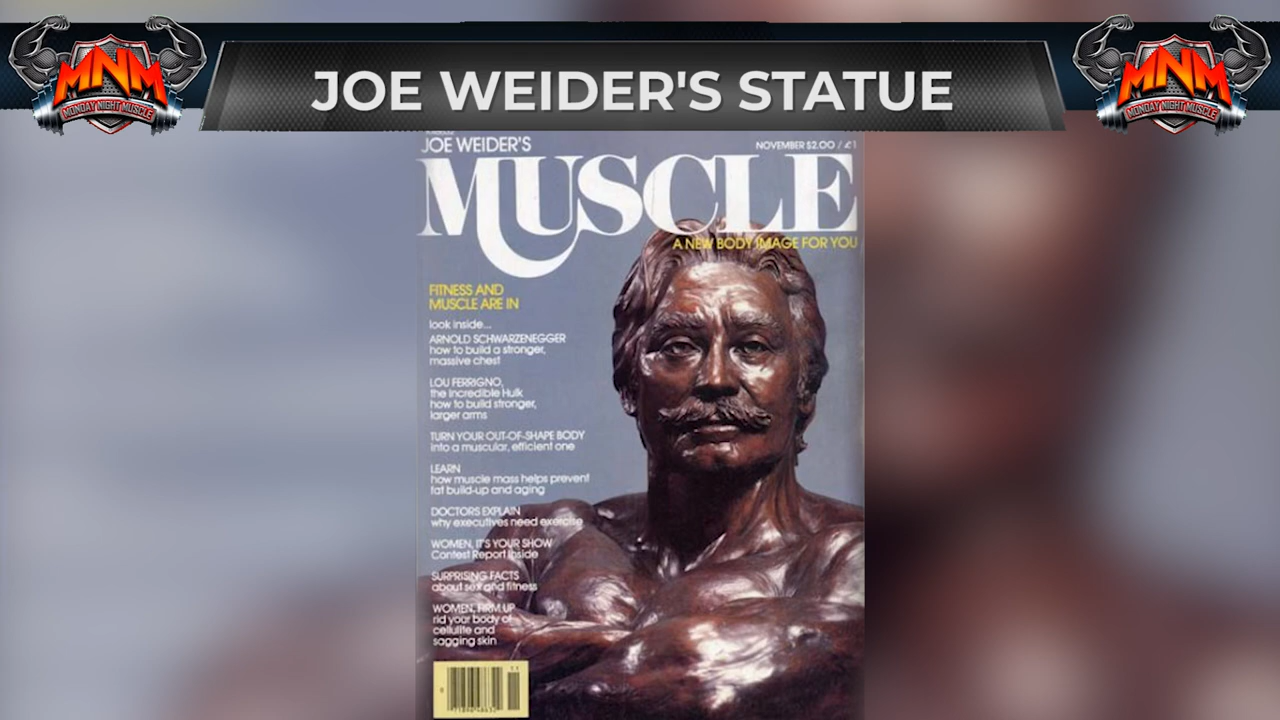 MNM
MONDAY NIGHT MUSCLE
JOE WEIDER'S STATUE
MNM
MONDAY NIGHT MUSCLE
JOE WEIDER'S
NOVEMBER $2.00 / £1
MUSCLE
A NEW BODY IMAGE FOR YOU
FITNESS AND
MUSCLE ARE IN
look inside...
ARNOLD SCHWARZENEGGER
how to build a stronger,
massive chest
LOU FERRIGNO,
the Incredible Hulk
how to build stronger,
larger arms
TURN YOUR OUT-OF-SHAPE BODY
into a muscular, efficient one
LEARN
how muscle mass helps prevent
fat build-up and aging
DOCTORS EXPLAIN
why executives need exercise
WOMEN, IT'S YOUR SHOW
Contest Report Inside
SURPRISING FACTS
about sex and fitness
WOMEN, FIRM UP
rid your body of
cellulite and
sagging skin